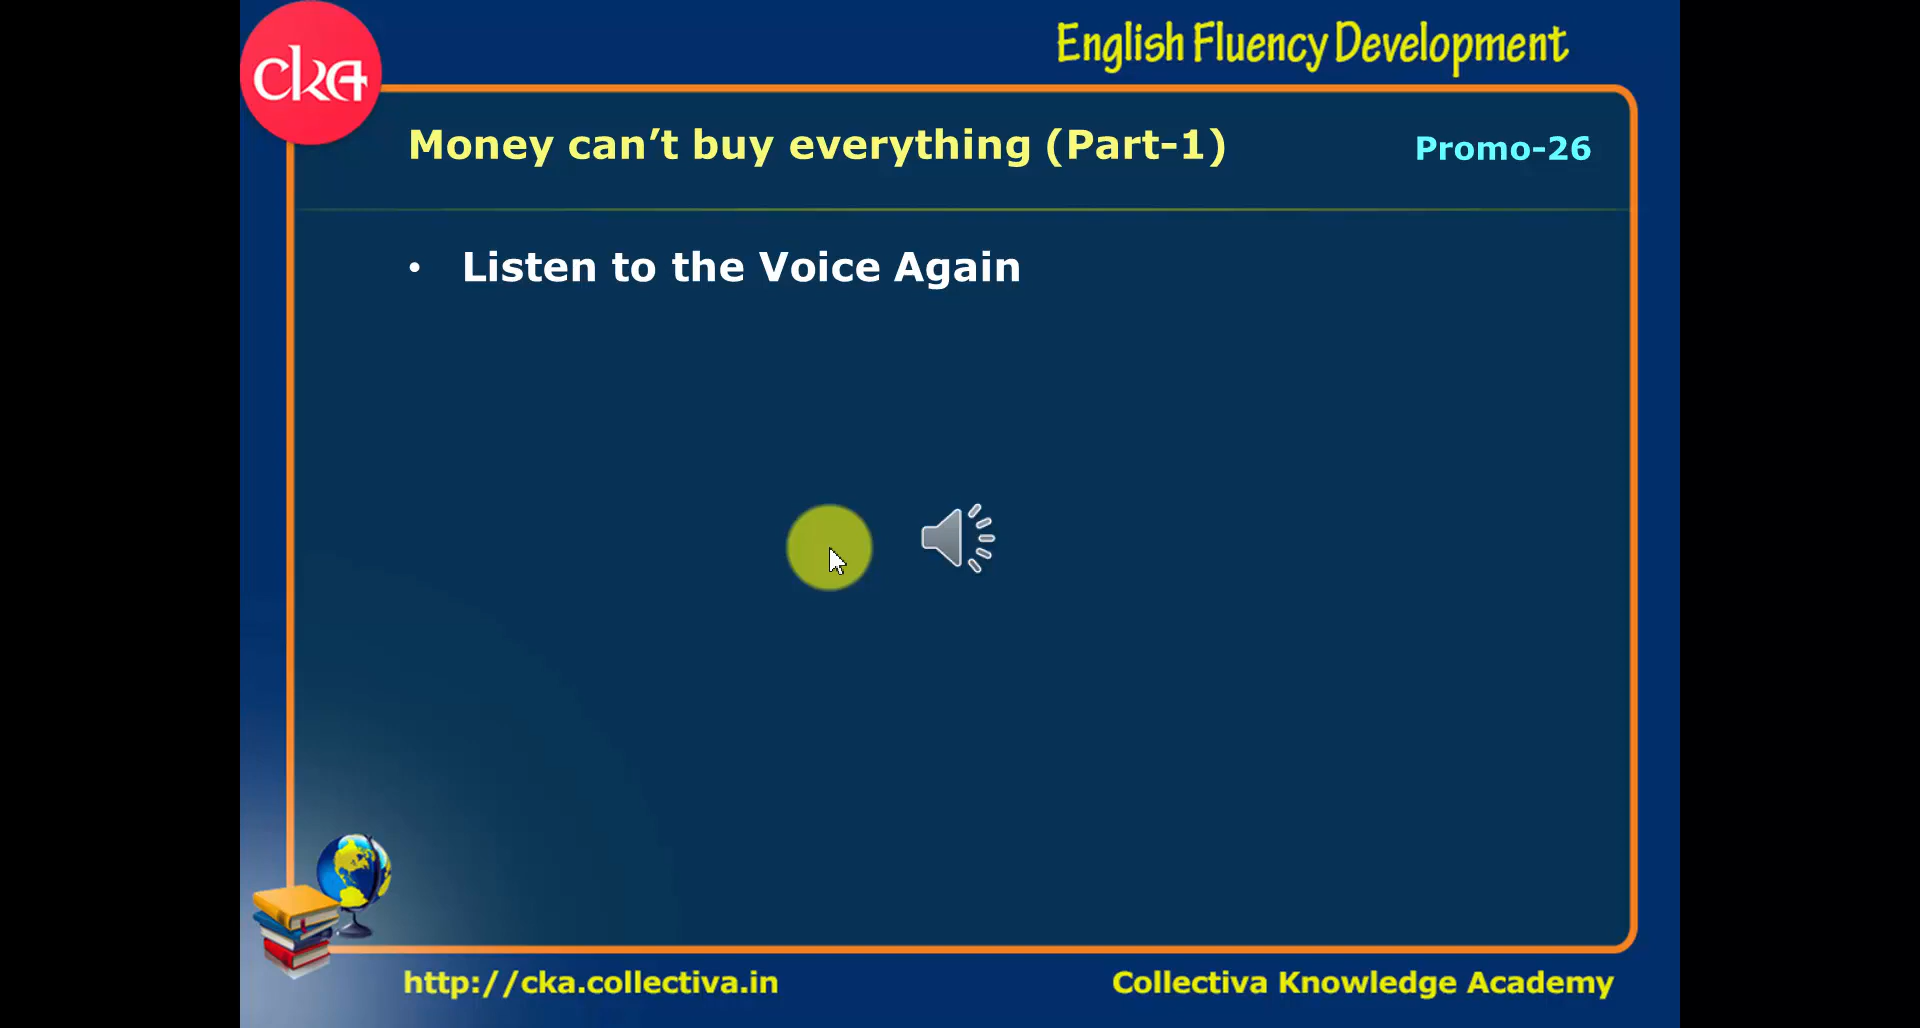 cka
English Fluency Development
Money can’t buy everything (Part-1)
Promo-26
• Listen to the Voice Again
http://cka.collectiva.in
Collectiva Knowledge Academy